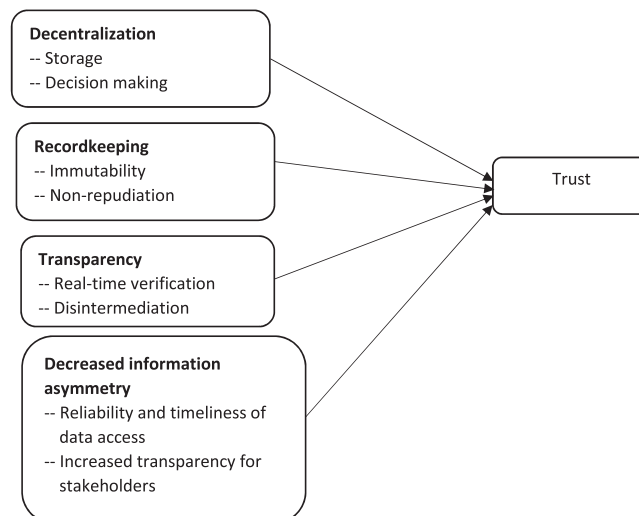 Decentralization
-- Storage
-- Decision making
Recordkeeping
-- Immutability
-- Non-repudiation
Trust
Transparency
-- Real-time verification
-- Disintermediation
Decreased information
asymmetry
-- Reliability and timeliness of
data access
-- Increased transparency for
stakeholders